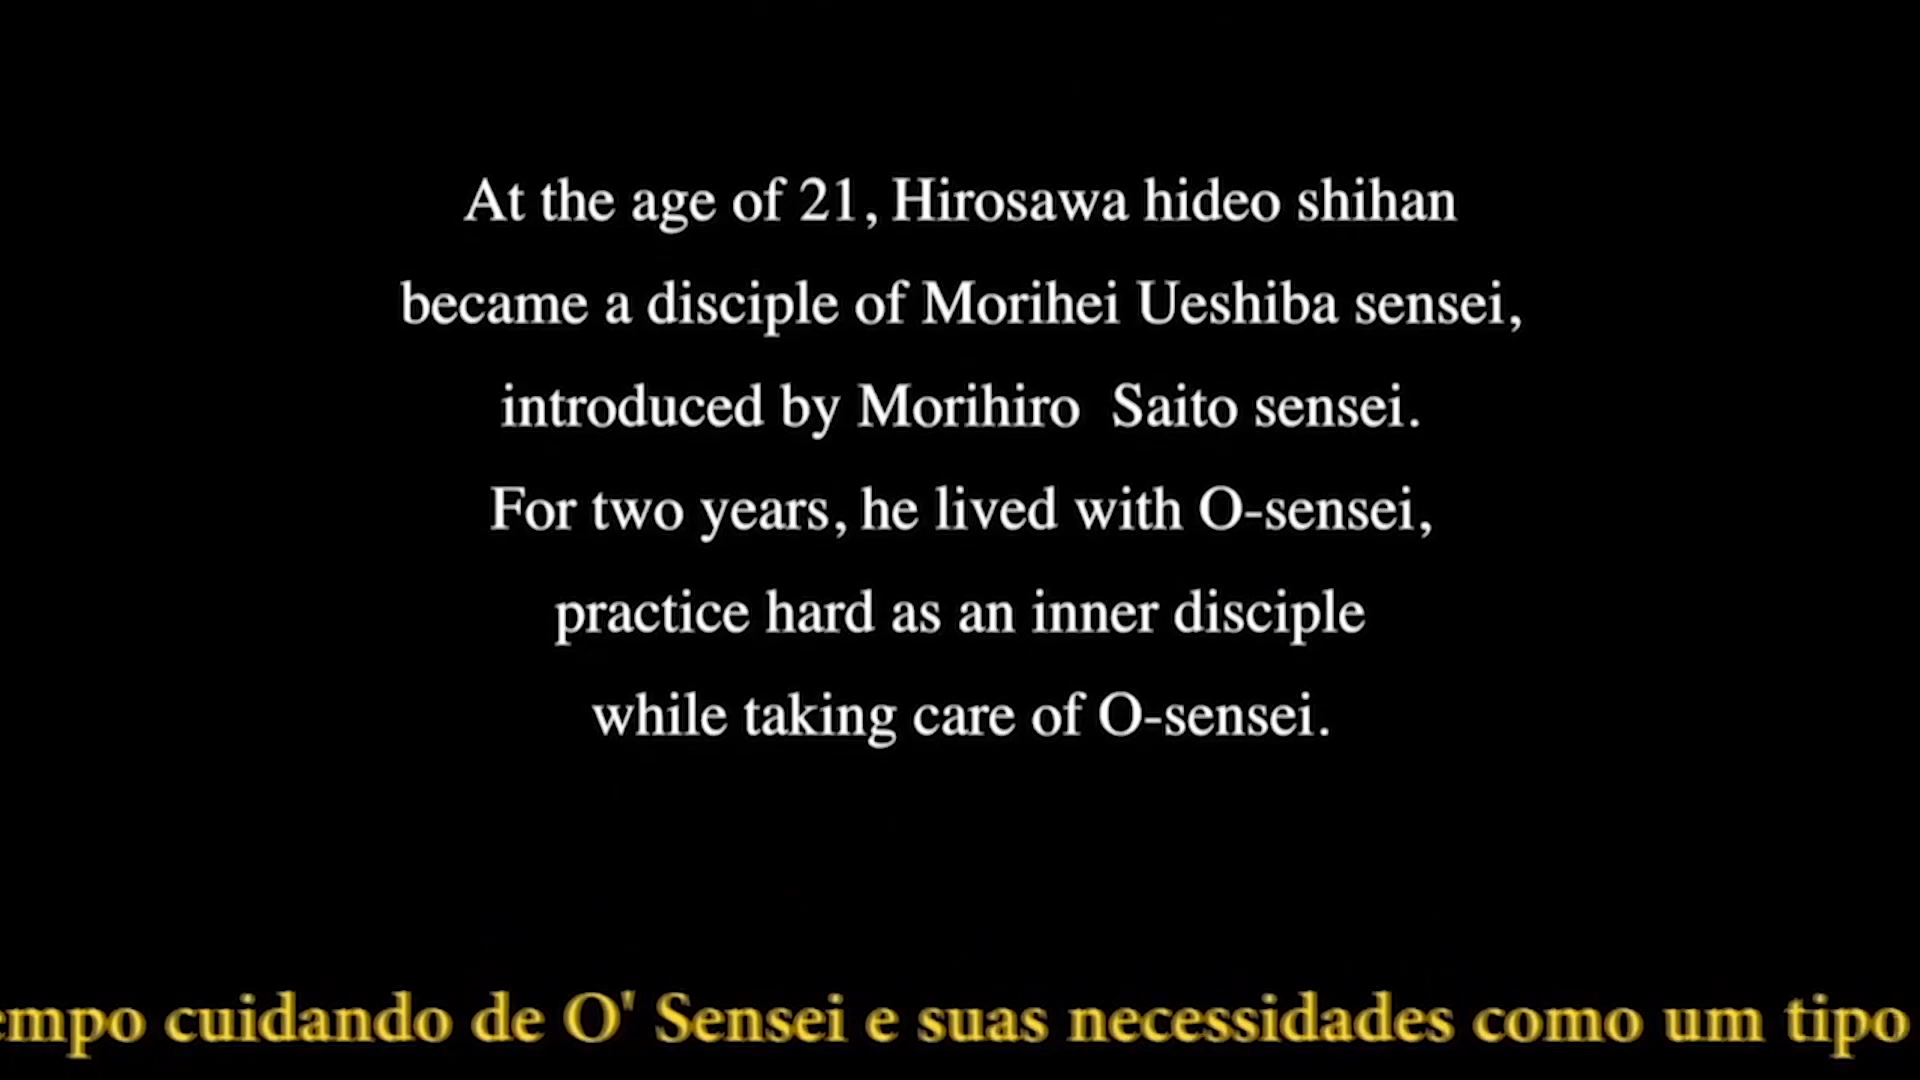 At the age of 21, Hirosawa hideo shihan
became a disciple of Morihei Ueshiba sensei,
introduced by Morihiro  Saito sensei.
For two years, he lived with O-sensei,
practice hard as an inner disciple
while taking care of O-sensei.
empo cuidando de O' Sensei e suas necessidades como um tipo